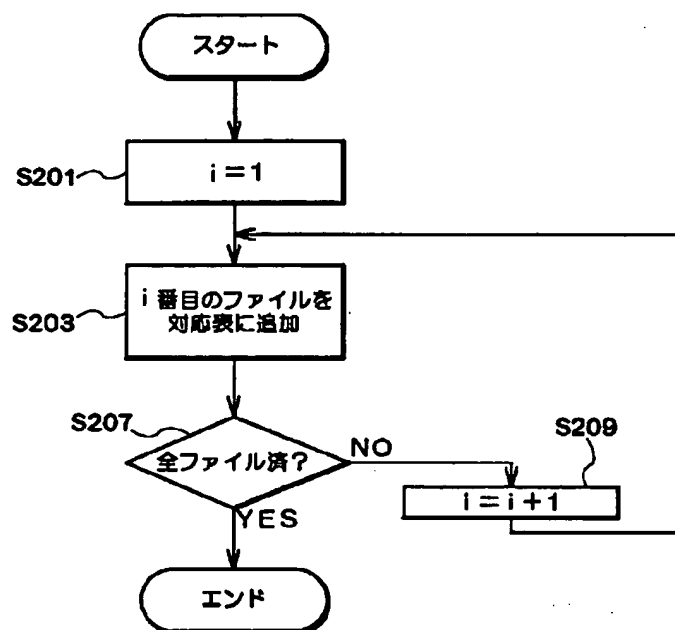 スタート
S201
i=1
S203
i番目のファイルを
対応表に追加
S207
全ファイル済?
NO
S209
i=i+1
YES
エンド